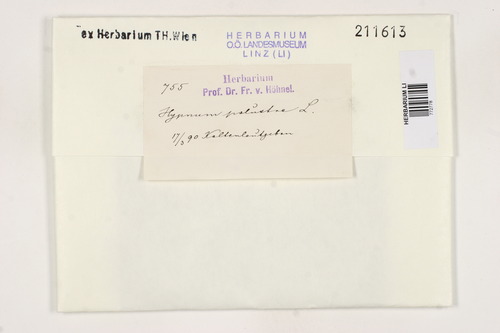 ex Herbarium TH.Wien
HERBARIUM
O.Ö. LANDESMUSEUM
LINZ (LI)
211613
HERBARIUM LI
755
Herbarium
Prof. Dr. Fr. v. Höhnel.
Hypnum palustre L.
17/3 90 Kaltenleutgeben